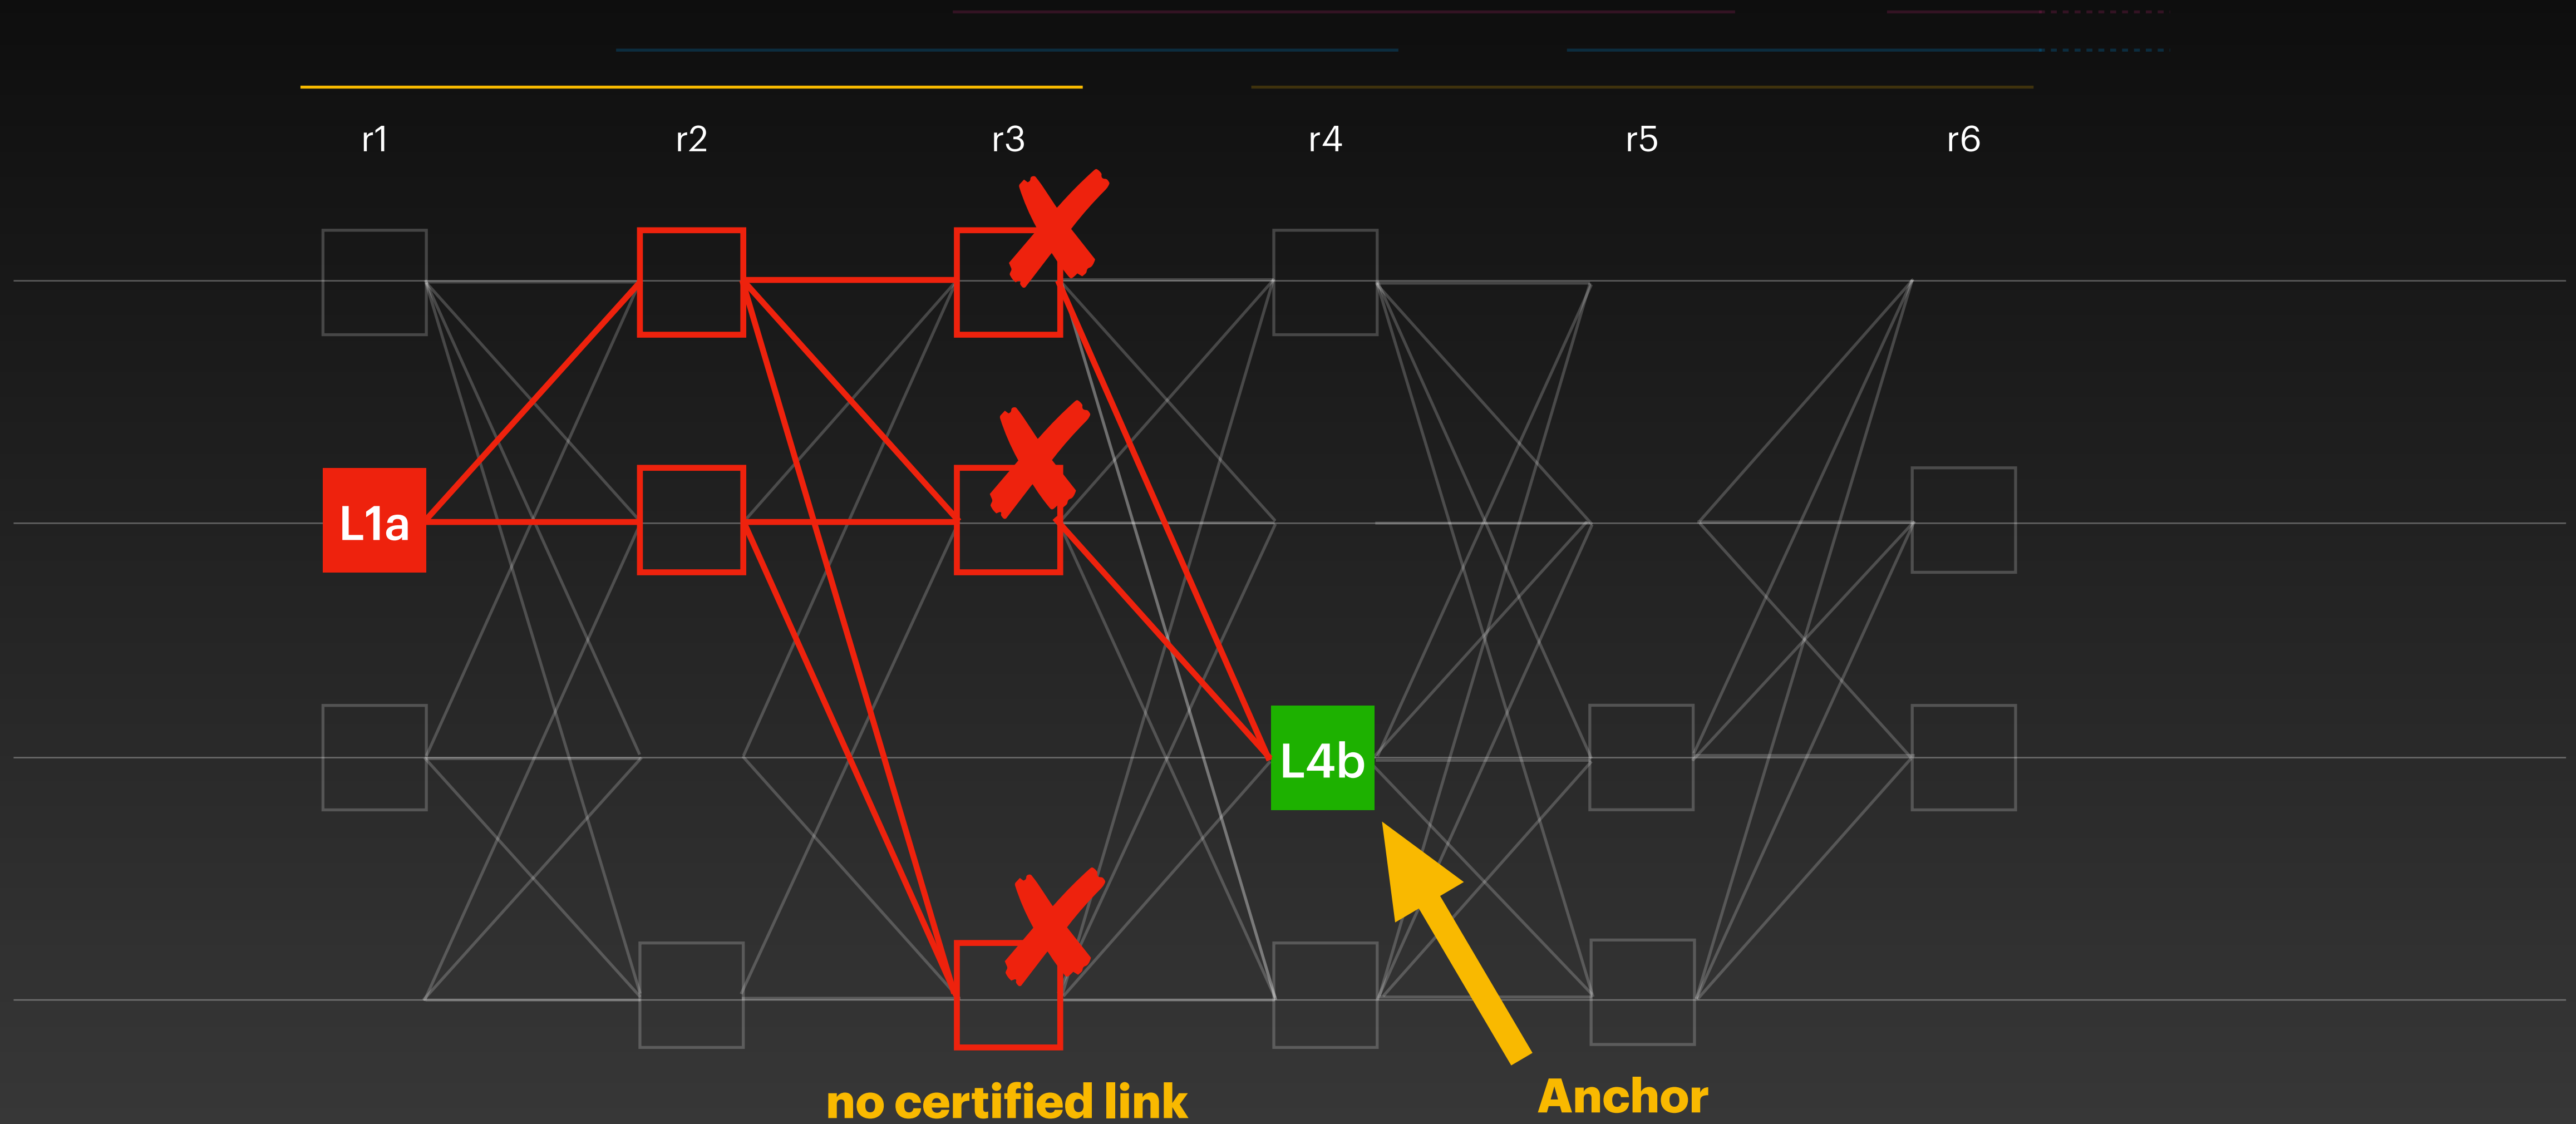 r1 r2 r3 r4 r5 r6
L1a
L4b
no certified link
Anchor